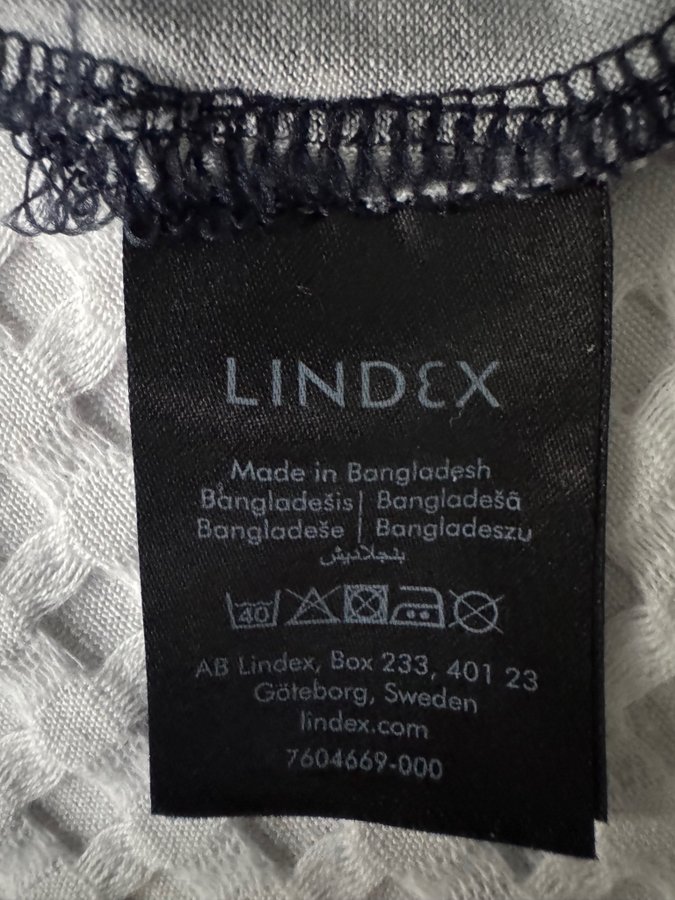 LINDEX
Made in Bangladesh
Bangladešis | Bangladešā
Bangladeše | Bangladeszu
بنجلاديش
40
AB Lindex, Box 233, 401 23
Göteborg, Sweden
lindex.com
7604669-000